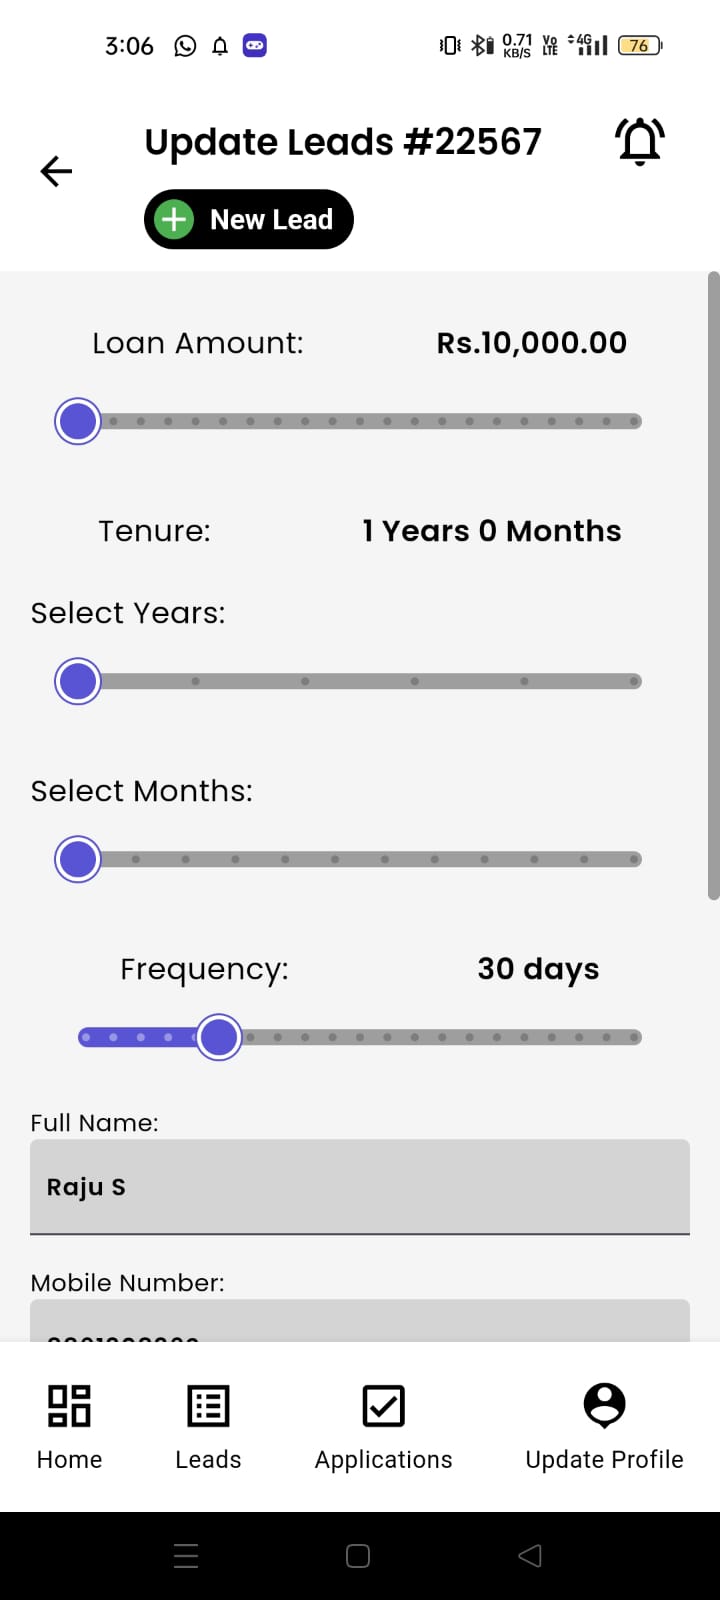 3:06
0.71 KB/S
Vo LTE
4G
76
Update Leads #22567
New Lead
Loan Amount: Rs.10,000.00
Tenure: 1 Years 0 Months
Select Years:
Select Months:
Frequency: 30 days
Full Name:
Raju S
Mobile Number:
Home Leads Applications Update Profile